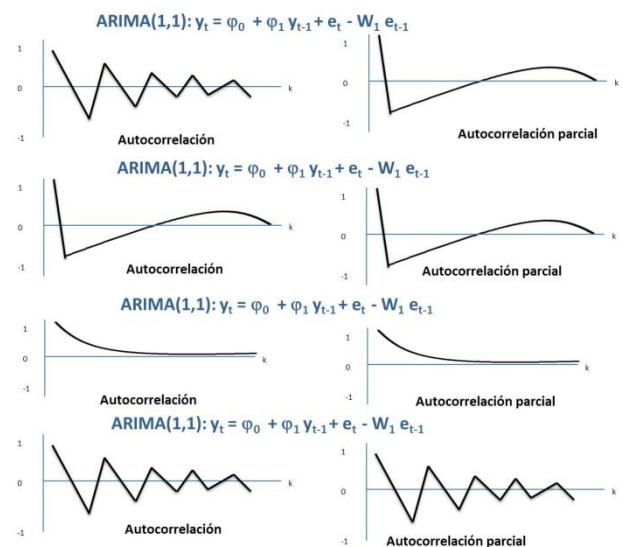 ARIMA(1,1): yt = φ0 + φ1 yt-1 + et - W1 et-1
1
0
-1
k
Autocorrelación
1
0
-1
k
Autocorrelación parcial
ARIMA(1,1): yt = φ0 + φ1 yt-1 + et - W1 et-1
1
0
-1
k
Autocorrelación
1
0
-1
k
Autocorrelación parcial
ARIMA(1,1): yt = φ0 + φ1 yt-1 + et - W1 et-1
1
0
-1
k
Autocorrelación
1
0
-1
k
Autocorrelación parcial
ARIMA(1,1): yt = φ0 + φ1 yt-1 + et - W1 et-1
1
0
-1
k
Autocorrelación
1
0
-1
k
Autocorrelación parcial